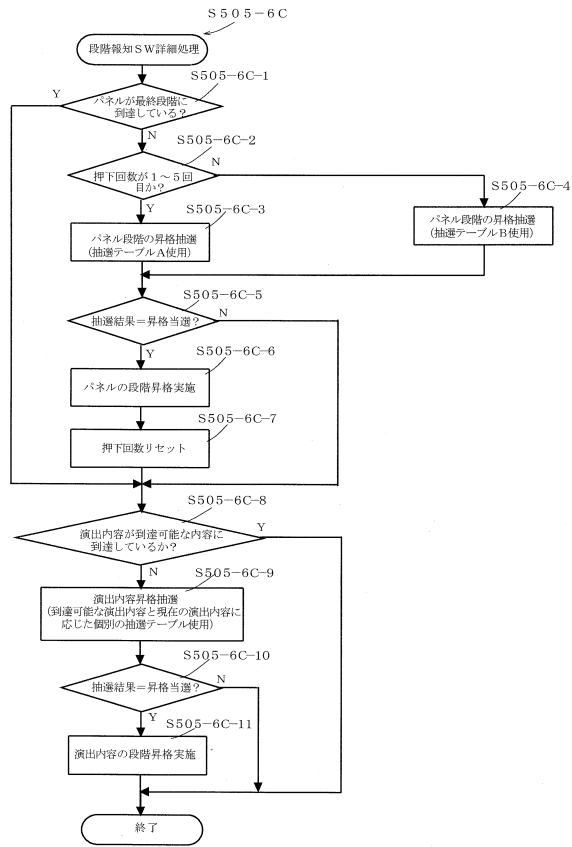 S505-6C
段階報知SW詳細処理
S505-6C-1
Y
パネルが最終段階に
到達している?
N
S505-6C-2
N
押下回数が1~5回
目か?
S505-6C-4
Y
S505-6C-3
パネル段階の昇格抽選
(抽選テーブルA使用)
パネル段階の昇格抽選
(抽選テーブルB使用)
S505-6C-5
N
抽選結果=昇格当選?
Y
S505-6C-6
パネルの段階昇格実施
S505-6C-7
押下回数リセット
S505-6C-8
Y
演出内容が到達可能な内容に
到達しているか?
N
S505-6C-9
演出内容昇格抽選
(到達可能な演出内容と現在の演出内容に
応じた個別の抽選テーブル使用)
S505-6C-10
N
抽選結果=昇格当選?
Y
S505-6C-11
演出内容の段階昇格実施
終了